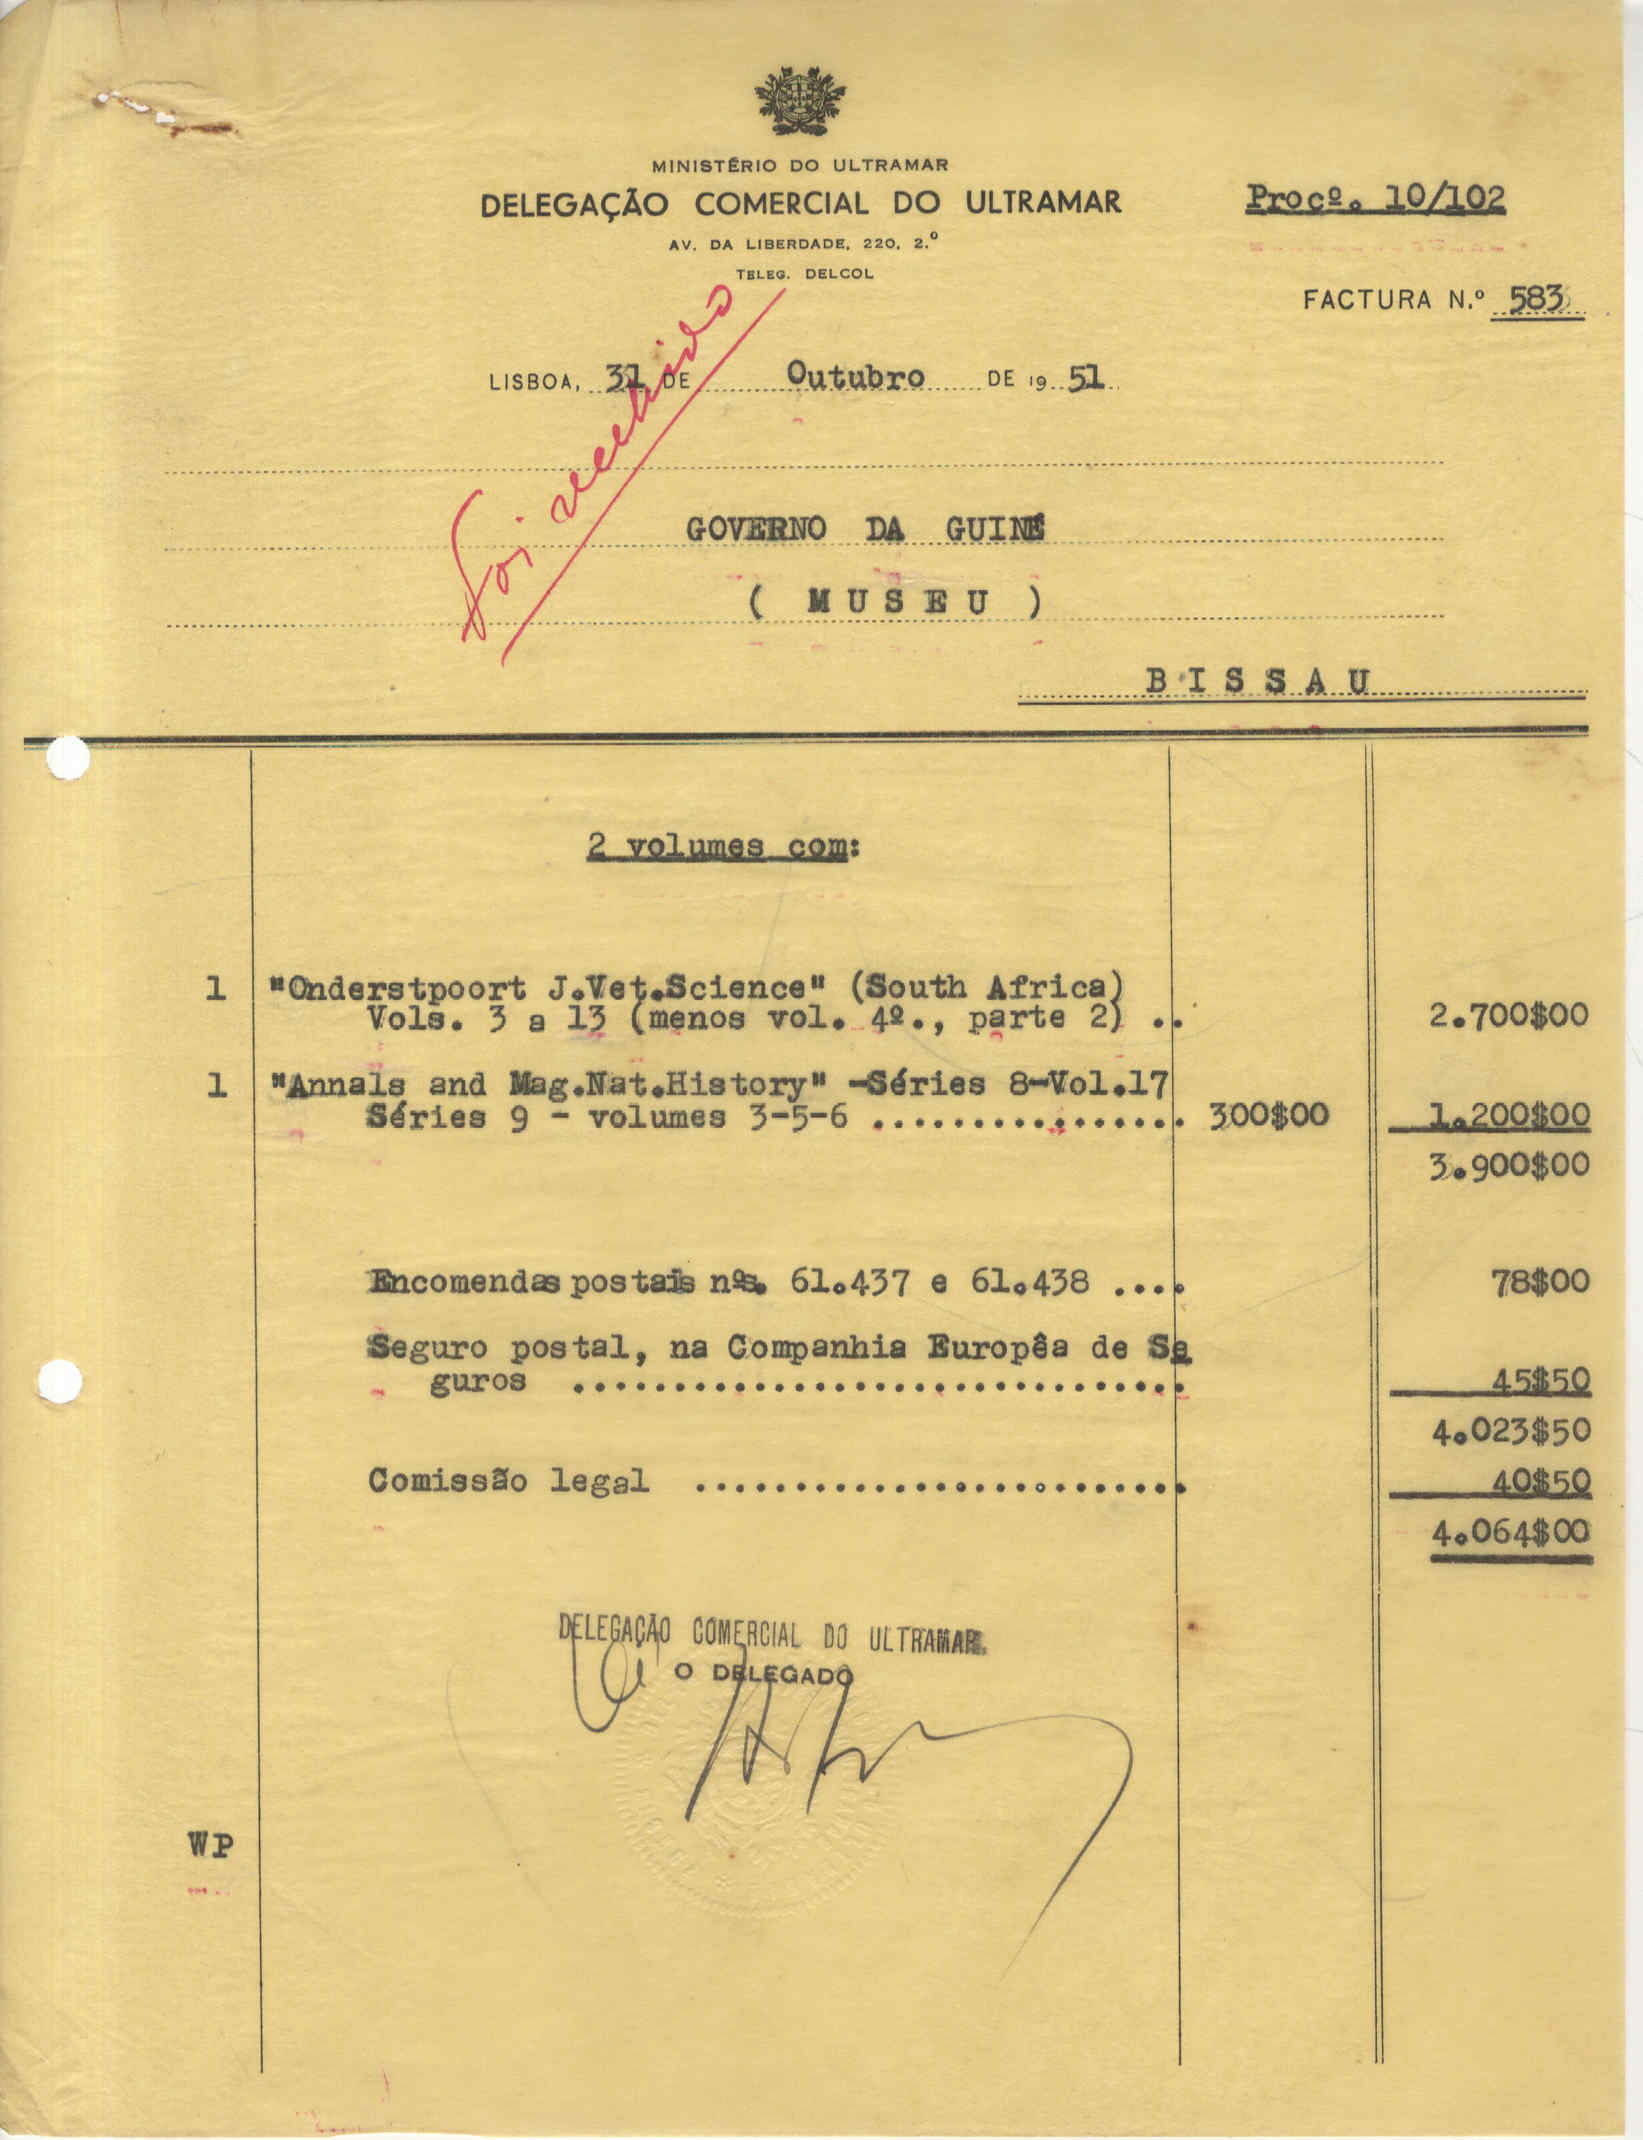 MINISTÉRIO DO ULTRAMAR
DELEGAÇÃO COMERCIAL DO ULTRAMAR
AV. DA LIBERDADE, 220, 2.º
TELEG. DELCOL
Procº. 10/102
FACTURA N.º 583
LISBOA, 31 DE Outubro DE 19 51
Foi recebido
GOVERNO DA GUINÉ
( M U S E U )
B I S S A U
2 volumes com:
1 "Onderstpoort J.Vet.Science" (South Africa)
Vols. 3 a 13 (menos vol. 4º., parte 2) .. 2.700$00
1 "Annals and Mag.Nat.History" -Séries 8-Vol.17
Séries 9 - volumes 3-5-6 ................ 300$00 1.200$00
3.900$00
Encomendas postais nºs. 61.437 e 61.438 .... 78$00
Seguro postal, na Companhia Européa de Se
guros ............................... 45$50
4.023$50
Comissão legal ......................... 40$50
4.064$00
DELEGAÇÃO COMERCIAL DO ULTRAMAR.
O DELEGADO
WP